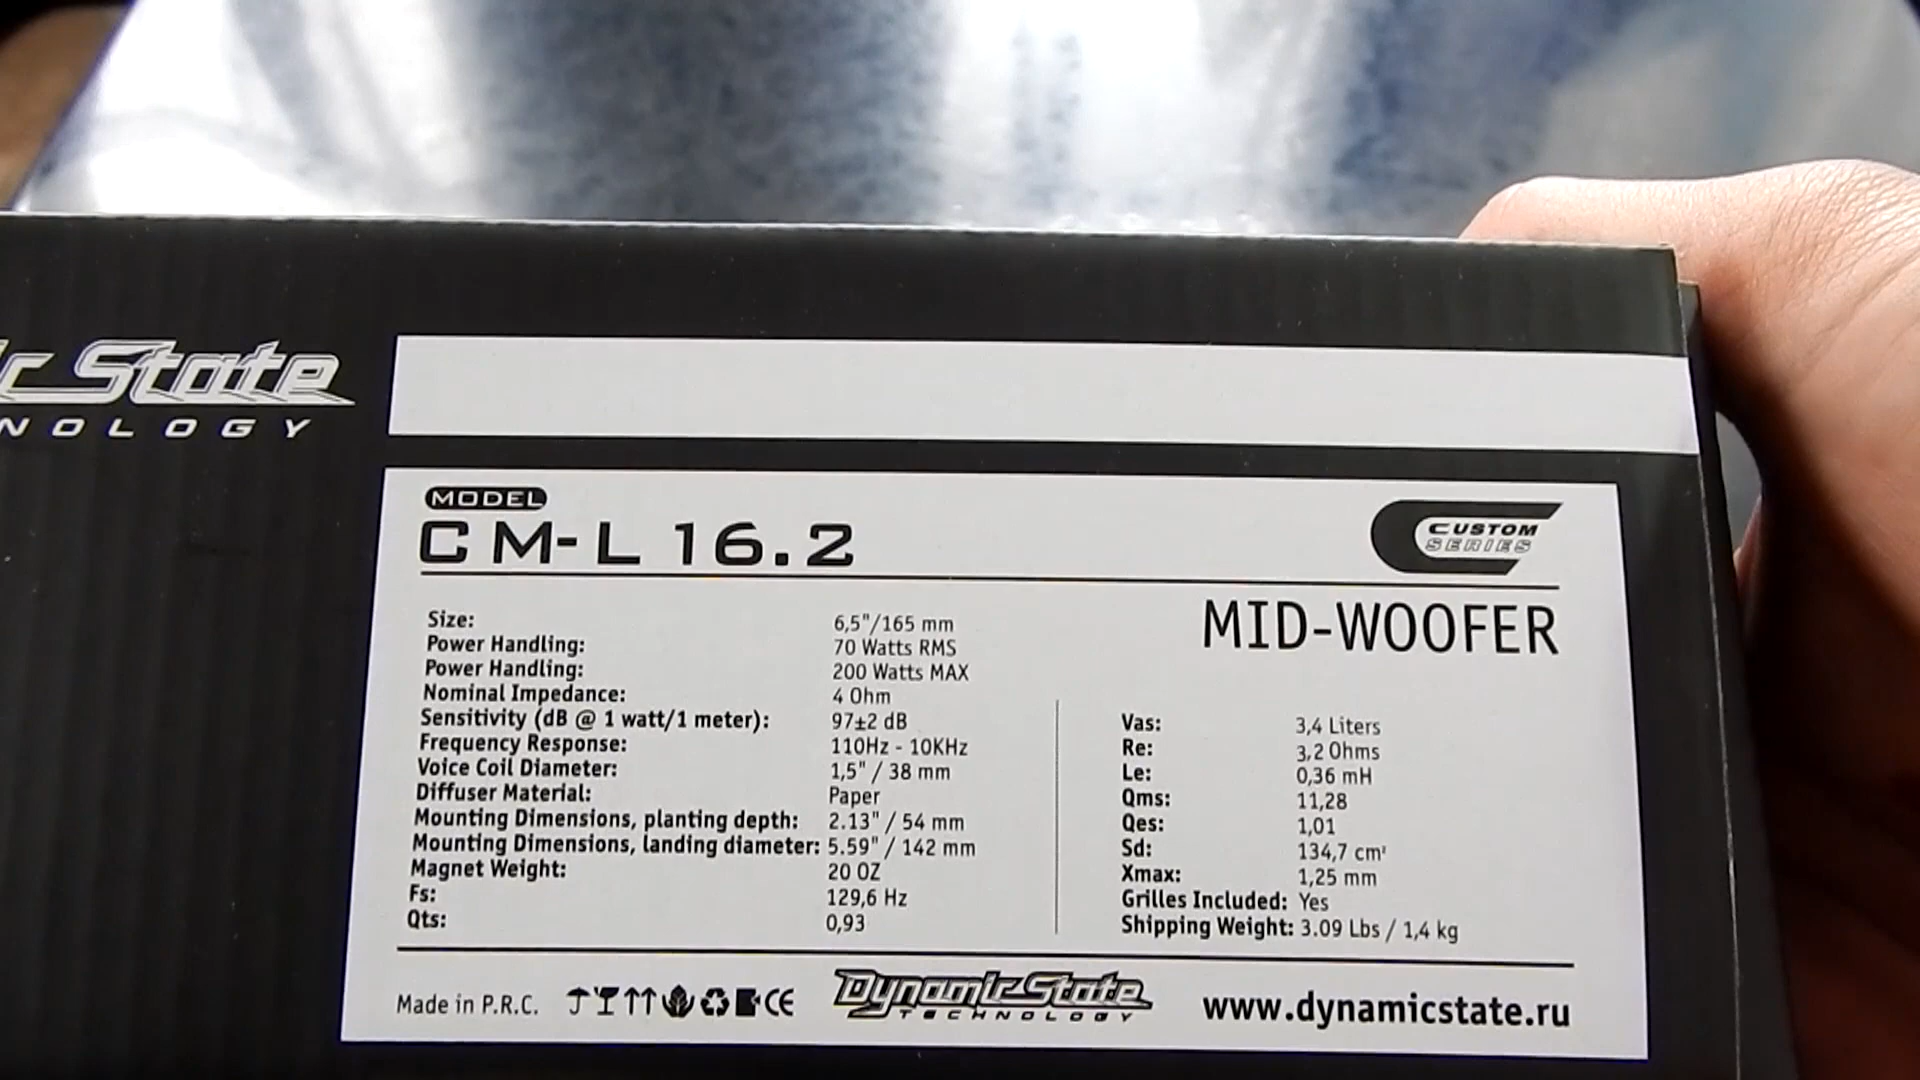 c State
NOLOGY
MODEL
CM-L 16.2
CUSTOM
SERIES
MID-WOOFER
Size: 6,5"/165 mm
Power Handling: 70 Watts RMS
Power Handling: 200 Watts MAX
Nominal Impedance: 4 Ohm
Sensitivity (dB @ 1 watt/1 meter): 97±2 dB
Frequency Response: 110Hz - 10KHz
Voice Coil Diameter: 1,5" / 38 mm
Diffuser Material: Paper
Mounting Dimensions, planting depth: 2.13" / 54 mm
Mounting Dimensions, landing diameter: 5.59" / 142 mm
Magnet Weight: 20 OZ
Fs: 129,6 Hz
Qts: 0,93
Vas: 3,4 Liters
Re: 3,2 Ohms
Le: 0,36 mH
Qms: 11,28
Qes: 1,01
Sd: 134,7 cm²
Xmax: 1,25 mm
Grilles Included: Yes
Shipping Weight: 3.09 Lbs / 1,4 kg
Made in P.R.C.
CE
Dynamic State
TECHNOLOGY
www.dynamicstate.ru